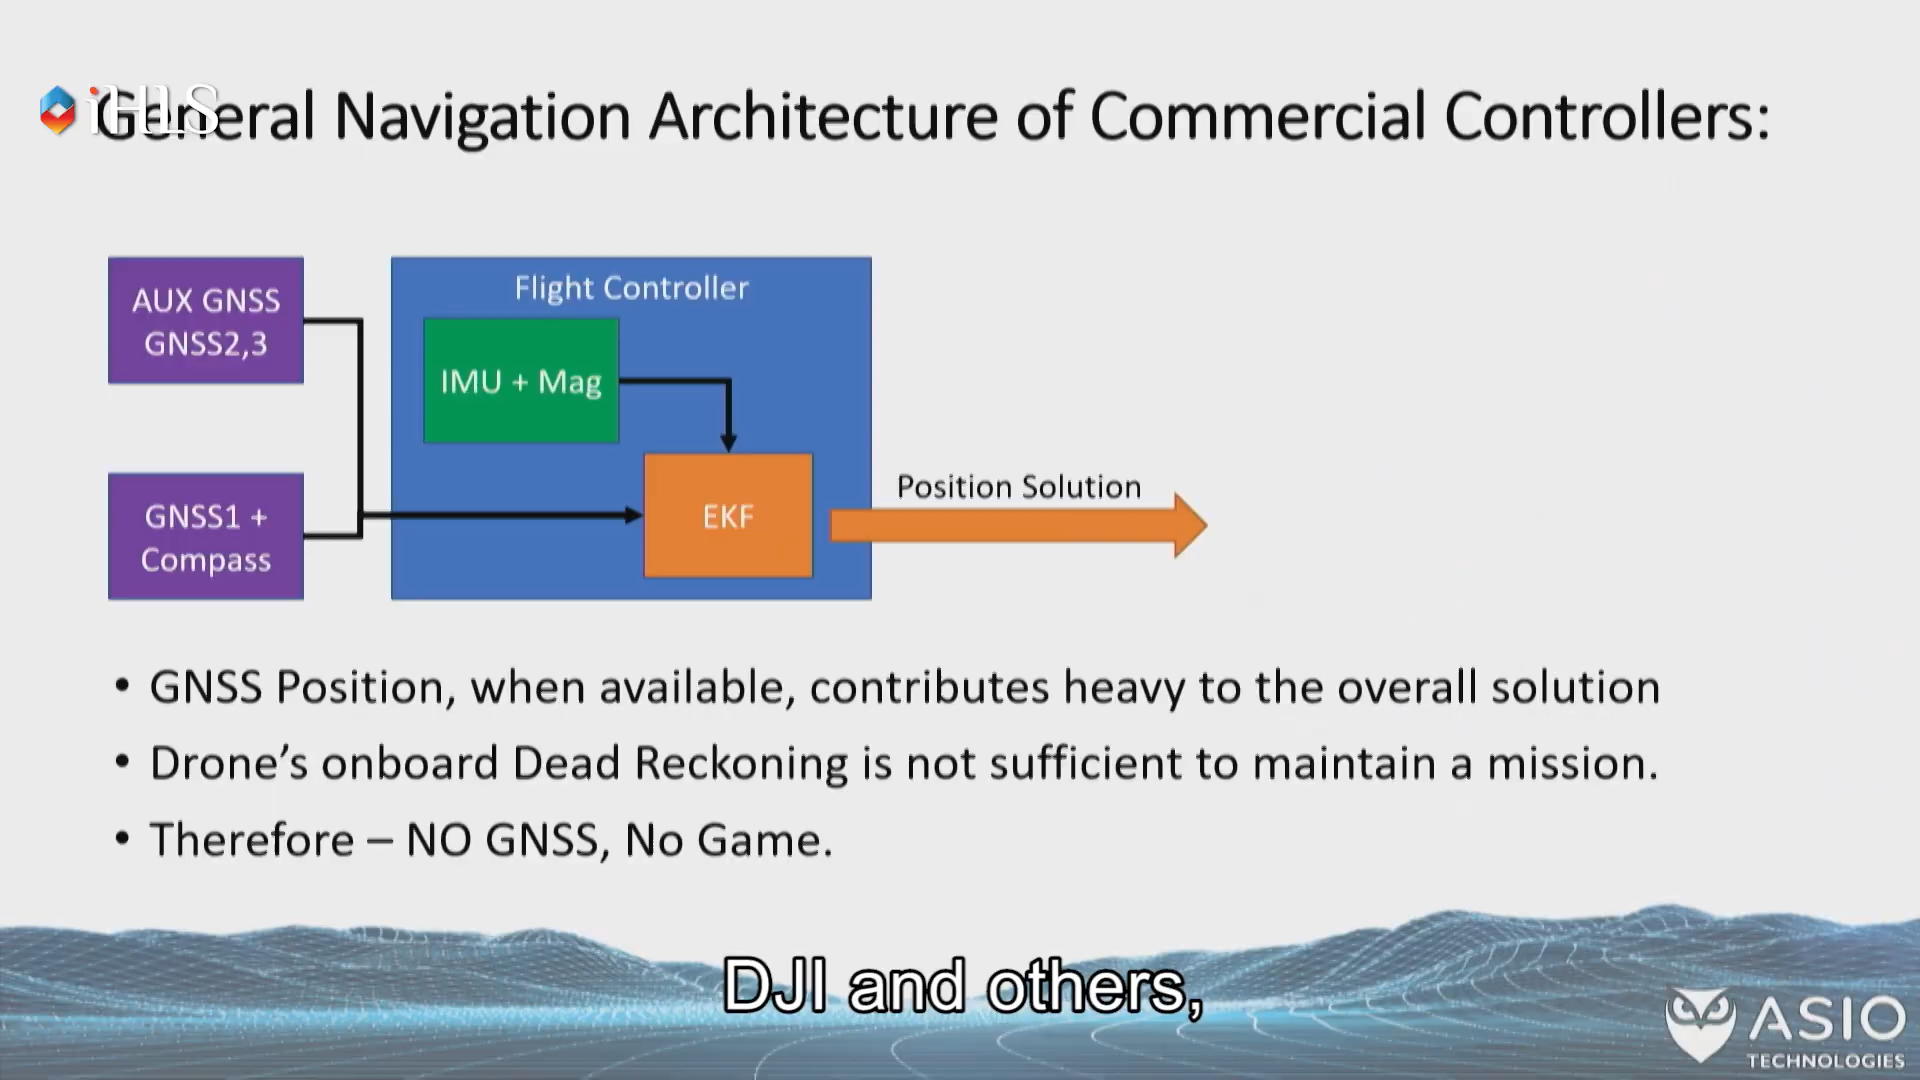 iHLS
General Navigation Architecture of Commercial Controllers:
AUX GNSS
GNSS2,3
Flight Controller
IMU + Mag
GNSS1 +
Compass
EKF
Position Solution
• GNSS Position, when available, contributes heavy to the overall solution
• Drone’s onboard Dead Reckoning is not sufficient to maintain a mission.
• Therefore – NO GNSS, No Game.
DJI and others,
ASIO
TECHNOLOGIES